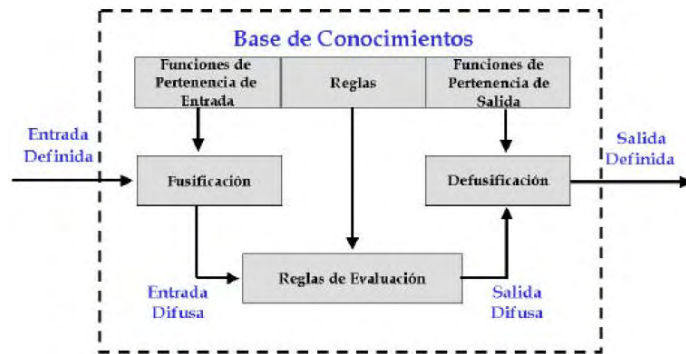 Base de Conocimientos
Funciones de
Pertenencia de
Entrada
Reglas
Funciones de
Pertenencia de
Salida
Entrada
Definida
Salida
Definida
Fusificación
Defusificación
Reglas de Evaluación
Entrada
Difusa
Salida
Difusa